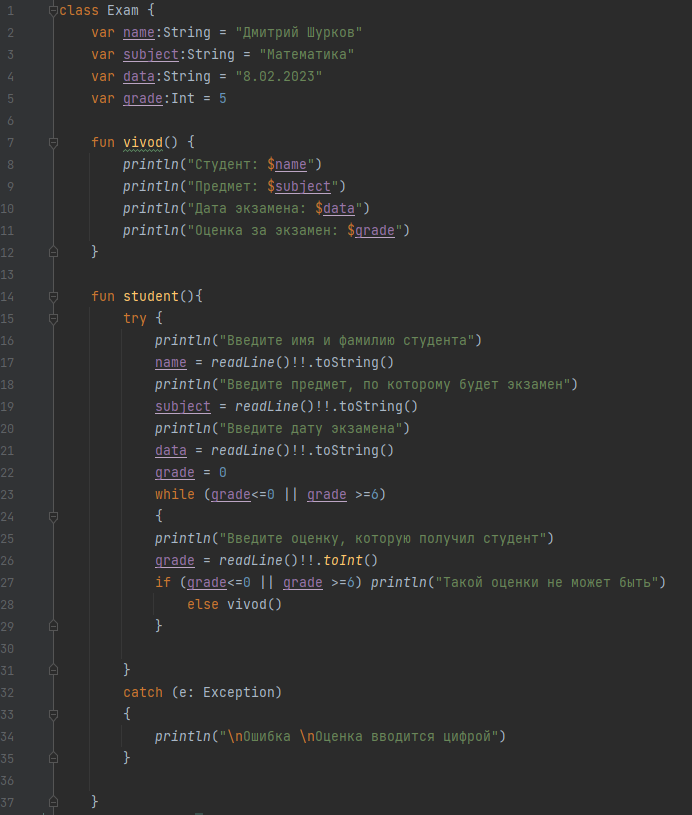 1 class Exam {
2 var name:String = "Дмитрий Шурков"
3 var subject:String = "Математика"
4 var data:String = "8.02.2023"
5 var grade:Int = 5
6
7 fun vivod() {
8 println("Студент: $name")
9 println("Предмет: $subject")
10 println("Дата экзамена: $data")
11 println("Оценка за экзамен: $grade")
12 }
13
14 fun student(){
15 try {
16 println("Введите имя и фамилию студента")
17 name = readLine()!!.toString()
18 println("Введите предмет, по которому будет экзамен")
19 subject = readLine()!!.toString()
20 println("Введите дату экзамена")
21 data = readLine()!!.toString()
22 grade = 0
23 while (grade<=0 || grade >=6)
24 {
25 println("Введите оценку, которую получил студент")
26 grade = readLine()!!.toInt()
27 if (grade<=0 || grade >=6) println("Такой оценки не может быть")
28 else vivod()
29 }
30
31 }
32 catch (e: Exception)
33 {
34 println("\nОшибка \nОценка вводится цифрой")
35 }
36
37 }